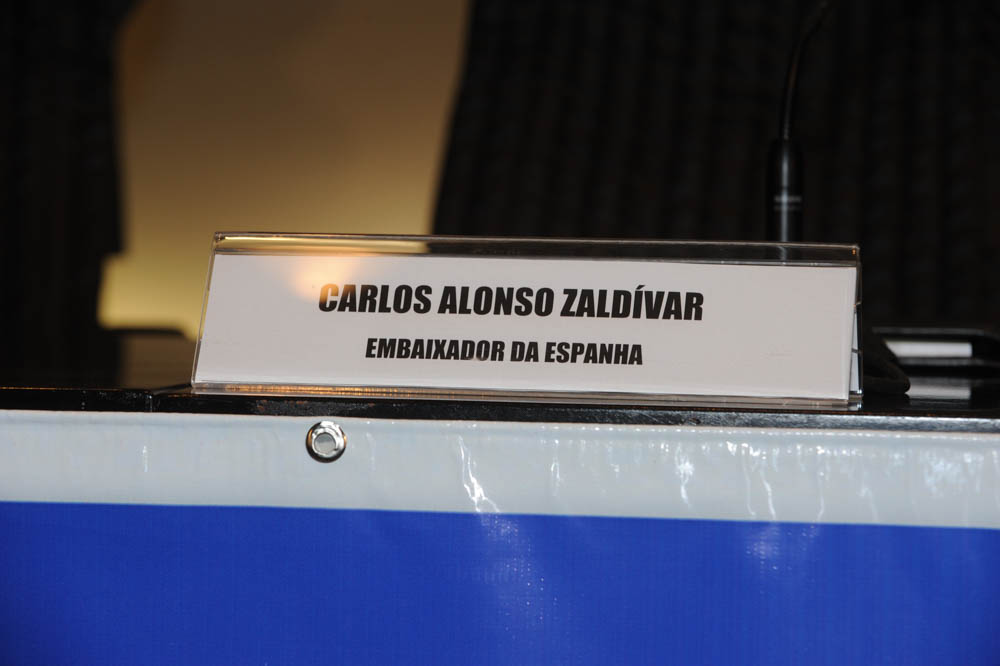 CARLOS ALONSO ZALDÍVAR
EMBAIXADOR DA ESPANHA